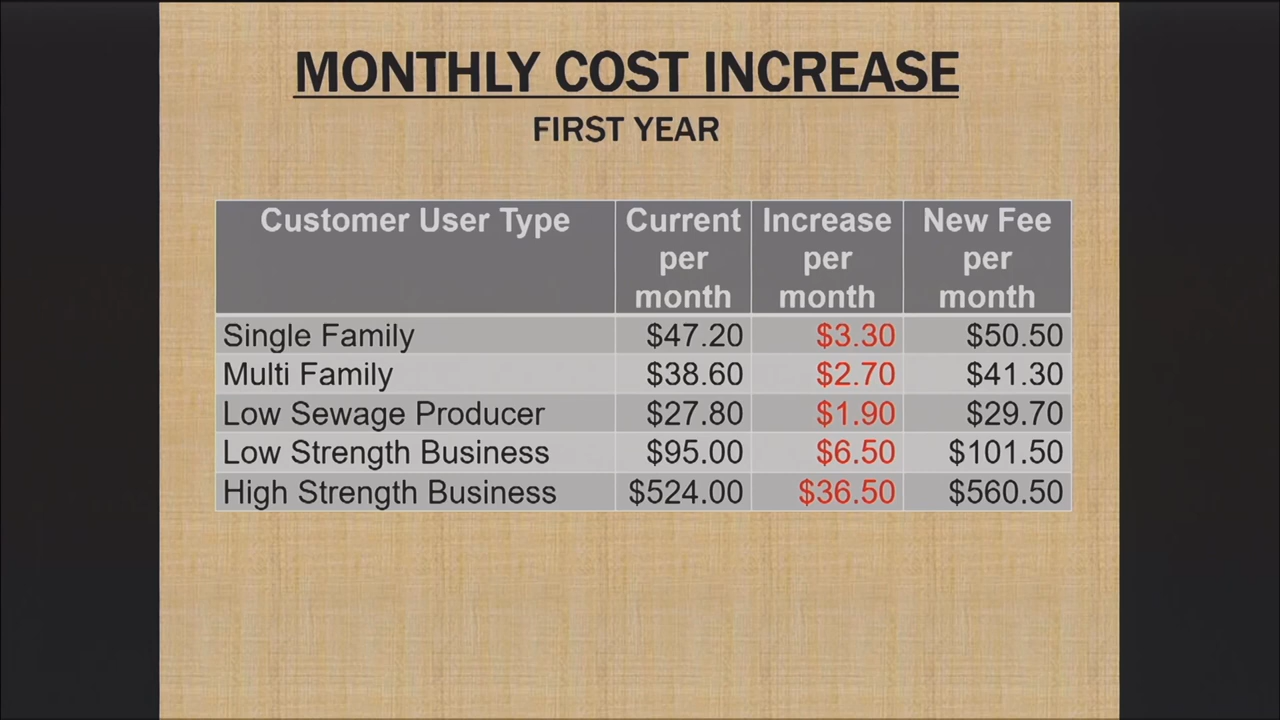 MONTHLY COST INCREASE
FIRST YEAR
Customer User Type Current per month Increase per month New Fee per month
Single Family $47.20 $3.30 $50.50
Multi Family $38.60 $2.70 $41.30
Low Sewage Producer $27.80 $1.90 $29.70
Low Strength Business $95.00 $6.50 $101.50
High Strength Business $524.00 $36.50 $560.50